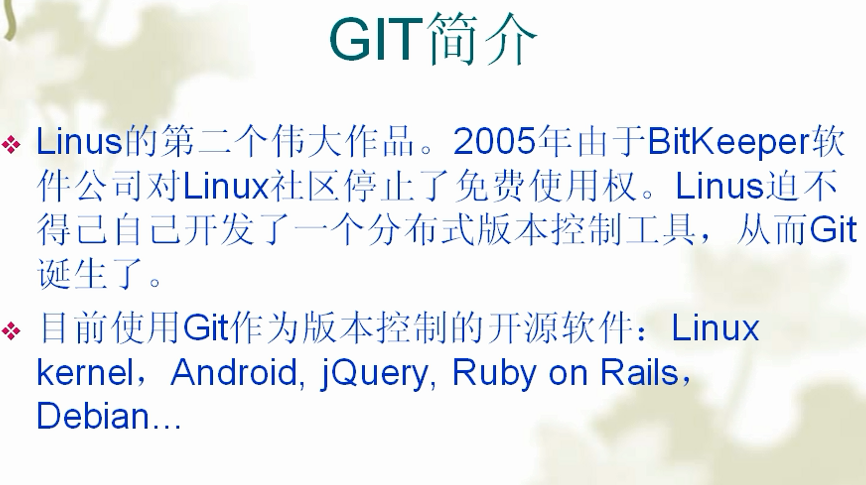 GIT简介
Linus的第二个伟大作品。2005年由于BitKeeper软
件公司对Linux社区停止了免费使用权。Linus迫不
得己自己开发了一个分布式版本控制工具，从而Git
诞生了。
目前使用Git作为版本控制的开源软件：Linux
kernel，Android, jQuery, Ruby on Rails，
Debian...